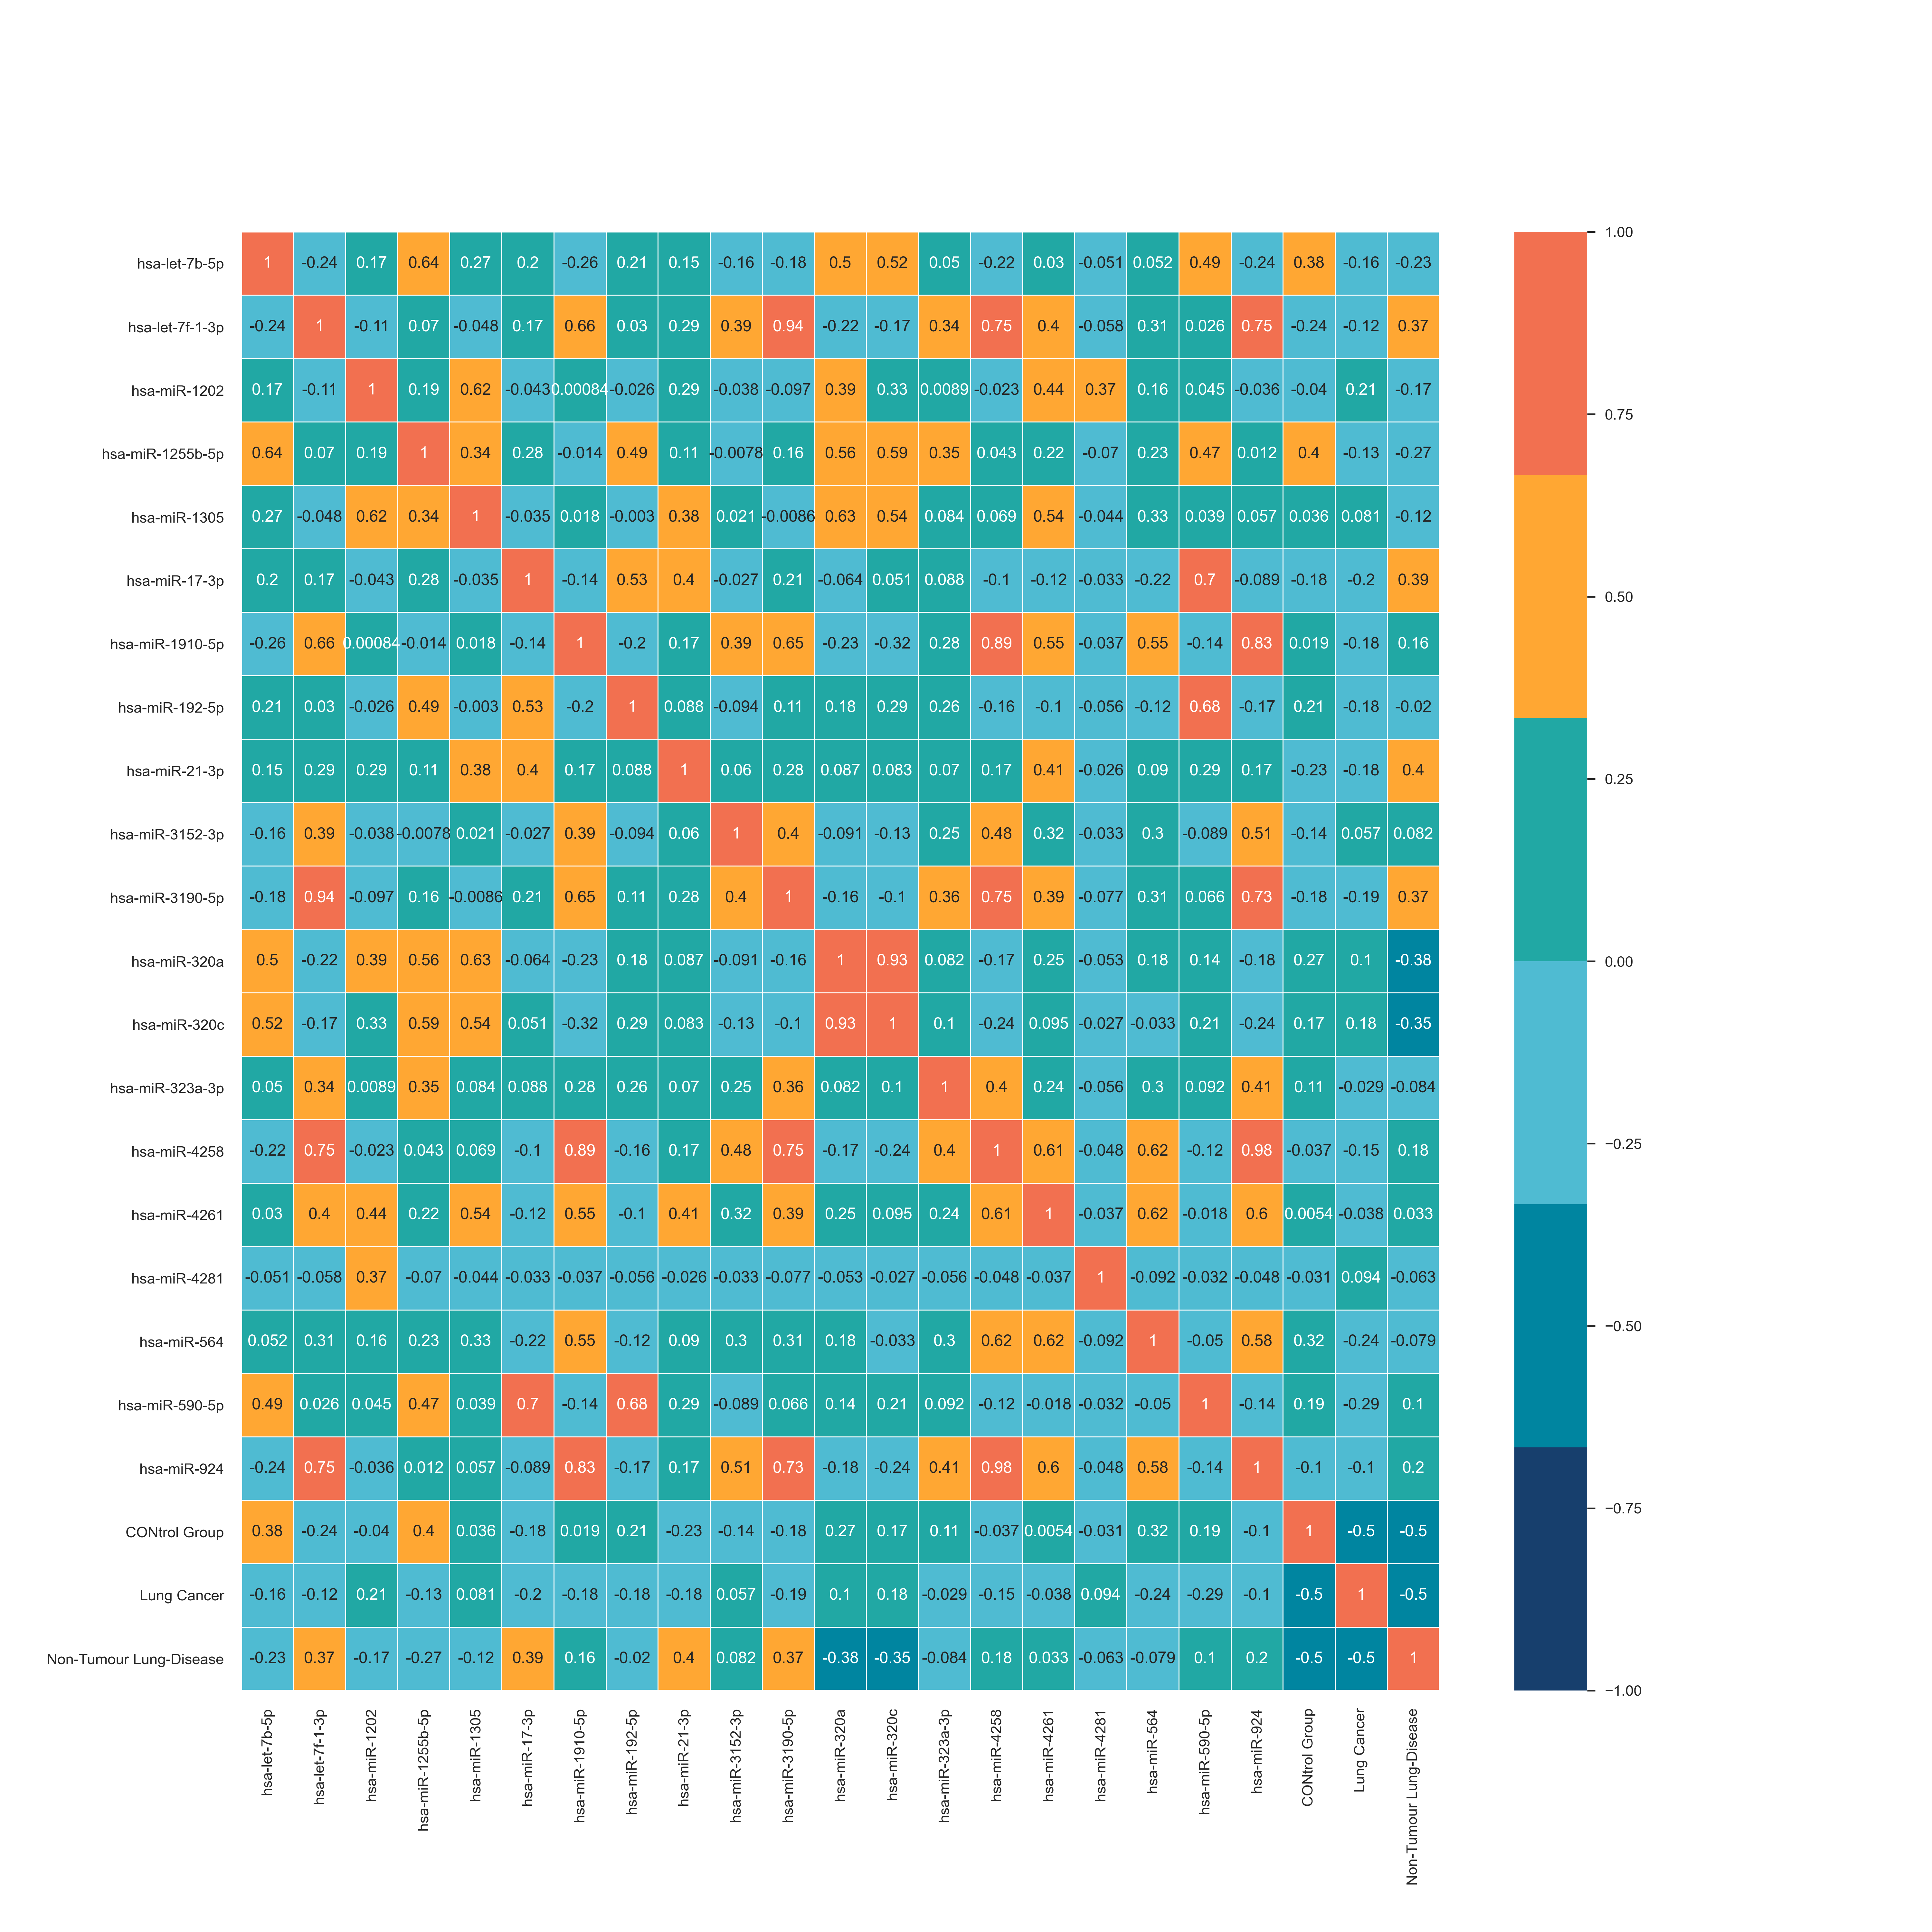 hsa-let-7b-5p 1 -0.24 0.17 0.64 0.27 0.2 -0.26 0.21 0.15 -0.16 -0.18 0.5 0.52 0.05 -0.22 0.03 -0.051 0.052 0.49 -0.24 0.38 -0.16 -0.23
hsa-let-7f-1-3p -0.24 1 -0.11 0.07 -0.048 0.17 0.66 0.03 0.29 0.39 0.94 -0.22 -0.17 0.34 0.75 0.4 -0.058 0.31 0.026 0.75 -0.24 -0.12 0.37
hsa-miR-1202 0.17 -0.11 1 0.19 0.62 -0.043 0.00084 -0.026 0.29 -0.038 -0.097 0.39 0.33 0.0089 -0.023 0.44 0.37 0.16 0.045 -0.036 -0.04 0.21 -0.17
hsa-miR-1255b-5p 0.64 0.07 0.19 1 0.34 0.28 -0.014 0.49 0.11 -0.0078 0.16 0.56 0.59 0.35 0.043 0.22 -0.07 0.23 0.47 0.012 0.4 -0.13 -0.27
hsa-miR-1305 0.27 -0.048 0.62 0.34 1 -0.035 0.018 -0.003 0.38 0.021 -0.0086 0.63 0.54 0.084 0.069 0.54 -0.044 0.33 0.039 0.057 0.036 0.081 -0.12
hsa-miR-17-3p 0.2 0.17 -0.043 0.28 -0.035 1 -0.14 0.53 0.4 -0.027 0.21 -0.064 0.051 0.088 -0.1 -0.12 -0.033 -0.22 0.7 -0.089 -0.18 -0.2 0.39
hsa-miR-1910-5p -0.26 0.66 0.00084 -0.014 0.018 -0.14 1 -0.2 0.17 0.39 0.65 -0.23 -0.32 0.28 0.89 0.55 -0.037 0.55 -0.14 0.83 0.019 -0.18 0.16
hsa-miR-192-5p 0.21 0.03 -0.026 0.49 -0.003 0.53 -0.2 1 0.088 -0.094 0.11 0.18 0.29 0.26 -0.16 -0.1 -0.056 -0.12 0.68 -0.17 0.21 -0.18 -0.02
hsa-miR-21-3p 0.15 0.29 0.29 0.11 0.38 0.4 0.17 0.088 1 0.06 0.28 0.087 0.083 0.07 0.17 0.41 -0.026 0.09 0.29 0.17 -0.23 -0.18 0.4
hsa-miR-3152-3p -0.16 0.39 -0.038 -0.0078 0.021 -0.027 0.39 -0.094 0.06 1 0.4 -0.091 -0.13 0.25 0.48 0.32 -0.033 0.3 -0.089 0.51 -0.14 0.057 0.082
hsa-miR-3190-5p -0.18 0.94 -0.097 0.16 -0.0086 0.21 0.65 0.11 0.28 0.4 1 -0.16 -0.1 0.36 0.75 0.39 -0.077 0.31 0.066 0.73 -0.18 -0.19 0.37
hsa-miR-320a 0.5 -0.22 0.39 0.56 0.63 -0.064 -0.23 0.18 0.087 -0.091 -0.16 1 0.93 0.082 -0.17 0.25 -0.053 0.18 0.14 -0.18 0.27 0.1 -0.38
hsa-miR-320c 0.52 -0.17 0.33 0.59 0.54 0.051 -0.32 0.29 0.083 -0.13 -0.1 0.93 1 0.1 -0.24 0.095 -0.027 -0.033 0.21 -0.24 0.17 0.18 -0.35
hsa-miR-323a-3p 0.05 0.34 0.0089 0.35 0.084 0.088 0.28 0.26 0.07 0.25 0.36 0.082 0.1 1 0.4 0.24 -0.056 0.3 0.092 0.41 0.11 -0.029 -0.084
hsa-miR-4258 -0.22 0.75 -0.023 0.043 0.069 -0.1 0.89 -0.16 0.17 0.48 0.75 -0.17 -0.24 0.4 1 0.61 -0.048 0.62 -0.12 0.98 -0.037 -0.15 0.18
hsa-miR-4261 0.03 0.4 0.44 0.22 0.54 -0.12 0.55 -0.1 0.41 0.32 0.39 0.25 0.095 0.24 0.61 1 -0.037 0.62 -0.018 0.6 0.0054 -0.038 0.033
hsa-miR-4281 -0.051 -0.058 0.37 -0.07 -0.044 -0.033 -0.037 -0.056 -0.026 -0.033 -0.077 -0.053 -0.027 -0.056 -0.048 -0.037 1 -0.092 -0.032 -0.048 -0.031 0.094 -0.063
hsa-miR-564 0.052 0.31 0.16 0.23 0.33 -0.22 0.55 -0.12 0.09 0.3 0.31 0.18 -0.033 0.3 0.62 0.62 -0.092 1 -0.05 0.58 0.32 -0.24 -0.079
hsa-miR-590-5p 0.49 0.026 0.045 0.47 0.039 0.7 -0.14 0.68 0.29 -0.089 0.066 0.14 0.21 0.092 -0.12 -0.018 -0.032 -0.05 1 -0.14 0.19 -0.29 0.1
hsa-miR-924 -0.24 0.75 -0.036 0.012 0.057 -0.089 0.83 -0.17 0.17 0.51 0.73 -0.18 -0.24 0.41 0.98 0.6 -0.048 0.58 -0.14 1 -0.1 -0.1 0.2
CONtrol Group 0.38 -0.24 -0.04 0.4 0.036 -0.18 0.019 0.21 -0.23 -0.14 -0.18 0.27 0.17 0.11 -0.037 0.0054 -0.031 0.32 0.19 -0.1 1 -0.5 -0.5
Lung Cancer -0.16 -0.12 0.21 -0.13 0.081 -0.2 -0.18 -0.18 -0.18 0.057 -0.19 0.1 0.18 -0.029 -0.15 -0.038 0.094 -0.24 -0.29 -0.1 -0.5 1 -0.5
Non-Tumour Lung-Disease -0.23 0.37 -0.17 -0.27 -0.12 0.39 0.16 -0.02 0.4 0.082 0.37 -0.38 -0.35 -0.084 0.18 0.033 -0.063 -0.079 0.1 0.2 -0.5 -0.5 1
hsa-let-7b-5p
hsa-let-7f-1-3p
hsa-miR-1202
hsa-miR-1255b-5p
hsa-miR-1305
hsa-miR-17-3p
hsa-miR-1910-5p
hsa-miR-192-5p
hsa-miR-21-3p
hsa-miR-3152-3p
hsa-miR-3190-5p
hsa-miR-320a
hsa-miR-320c
hsa-miR-323a-3p
hsa-miR-4258
hsa-miR-4261
hsa-miR-4281
hsa-miR-564
hsa-miR-590-5p
hsa-miR-924
CONtrol Group
Lung Cancer
Non-Tumour Lung-Disease
1.00
0.75
0.50
0.25
0.00
−0.25
−0.50
−0.75
−1.00